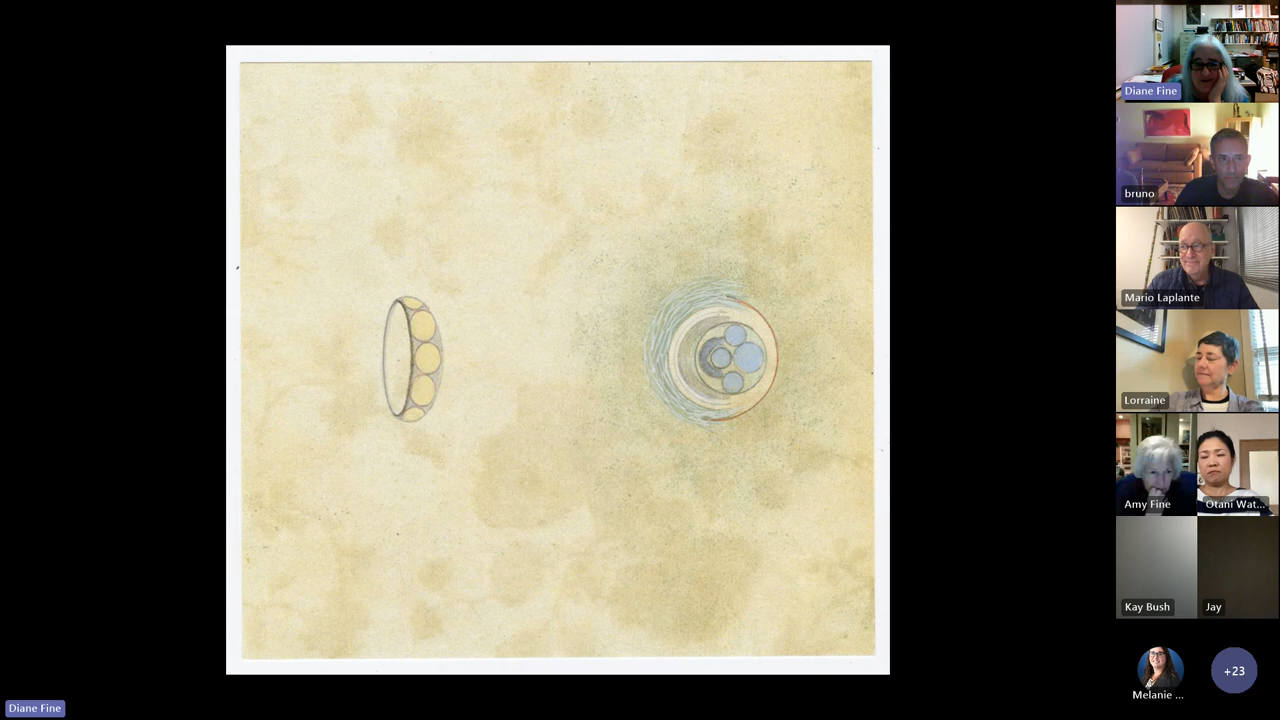 Diane Fine
bruno
Mario Laplante
Lorraine
Amy Fine
Otani Wat...
Kay Bush
Jay
Melanie ...
+23
Diane Fine